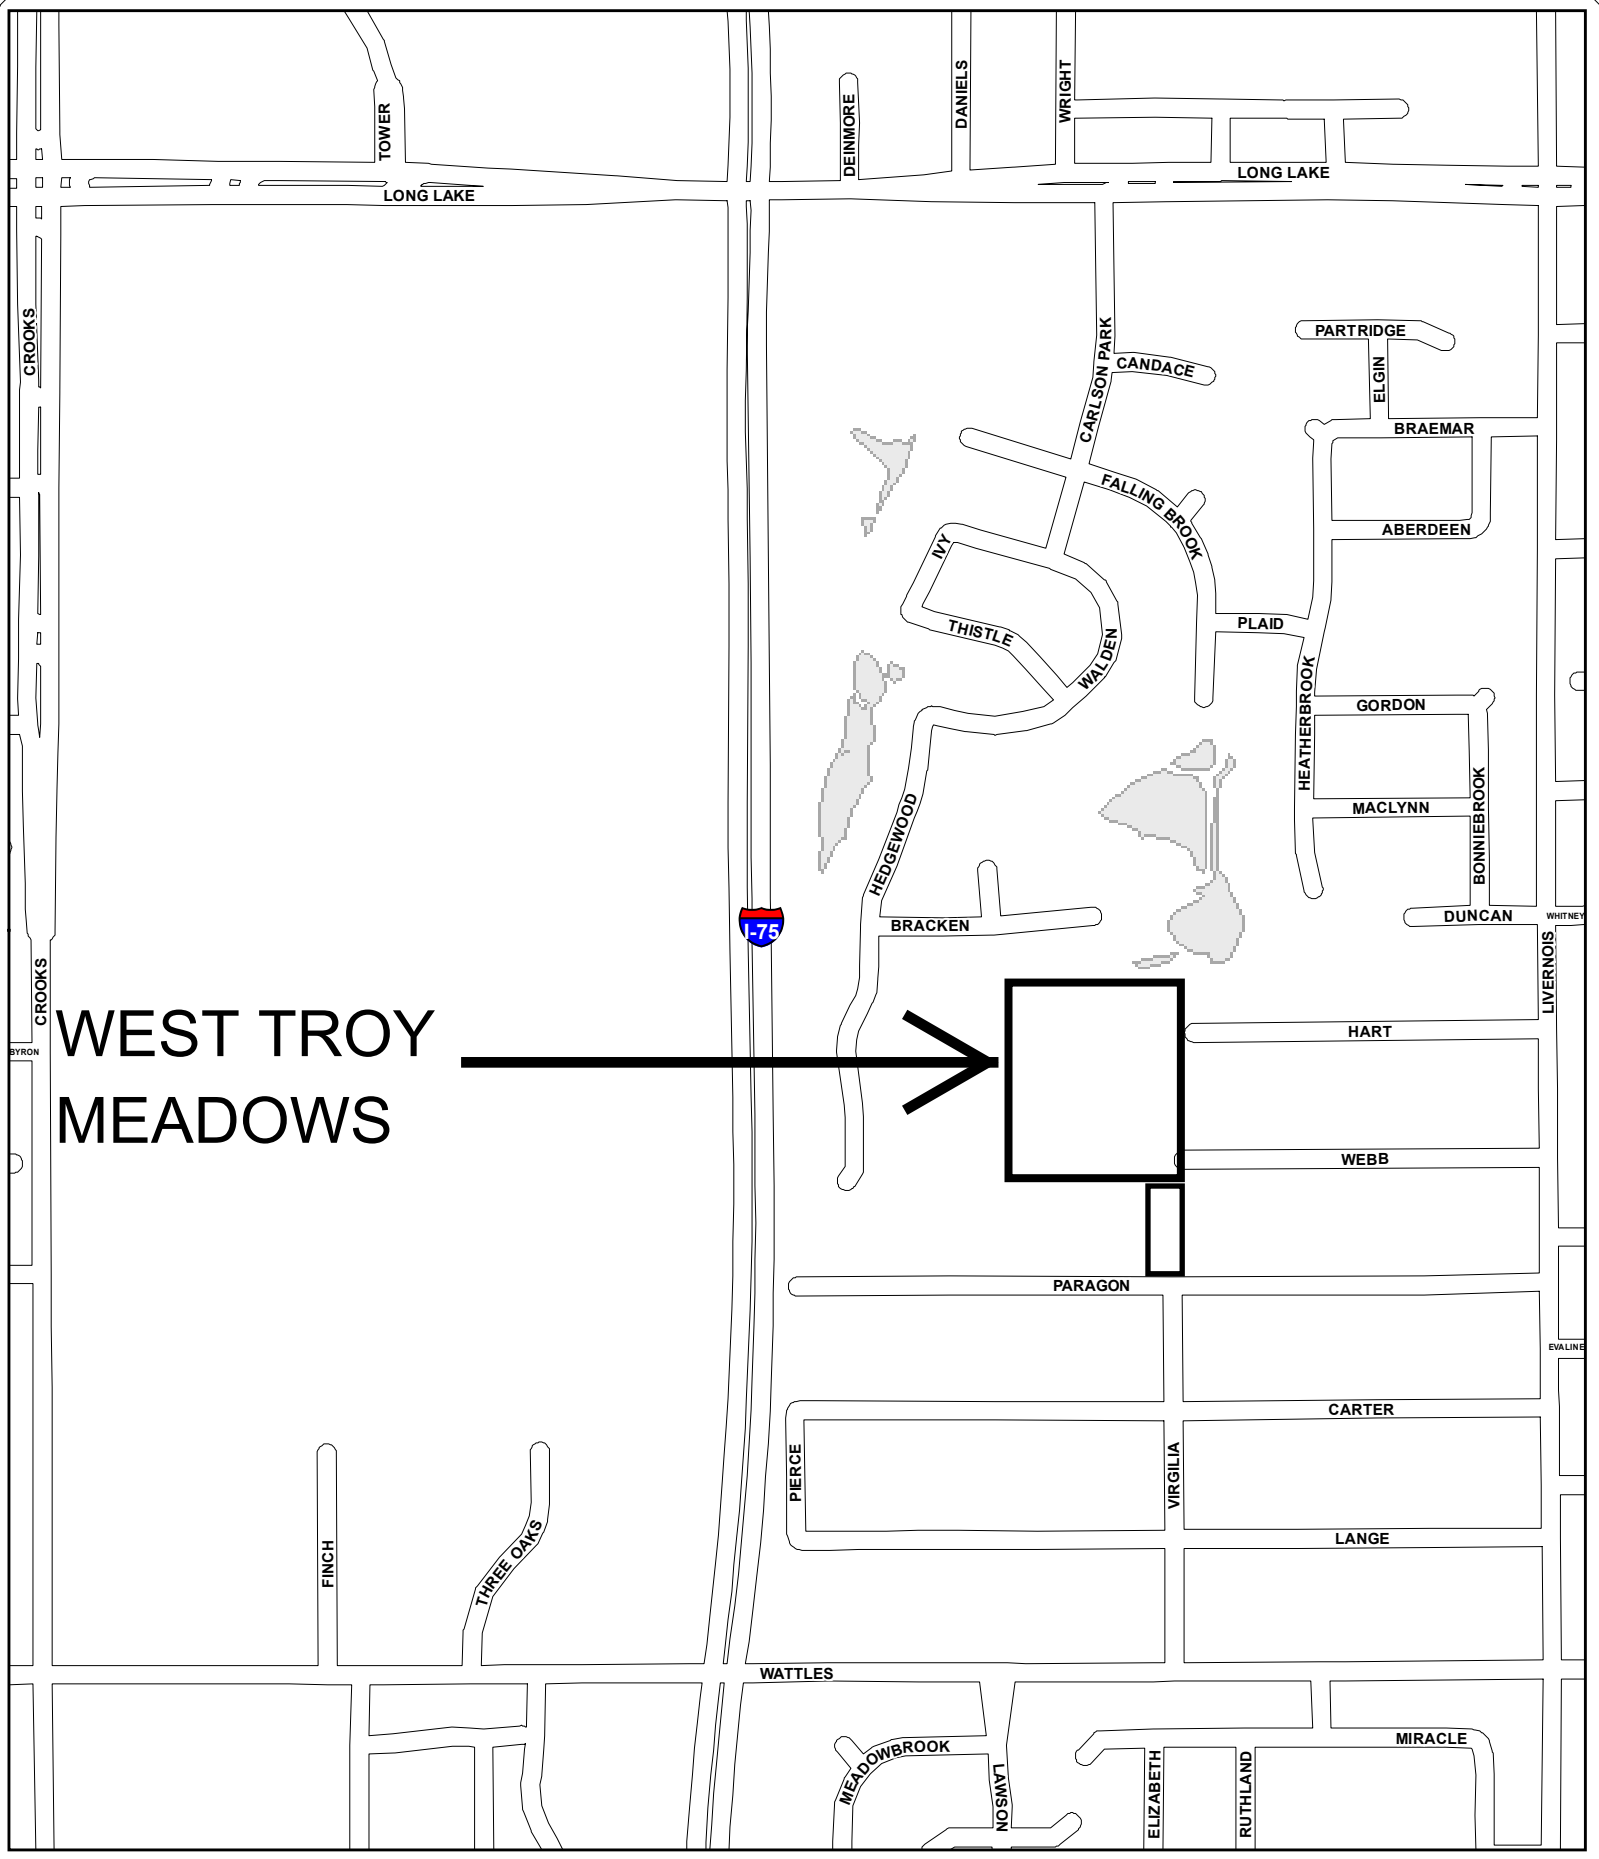 TOWER
DEINMORE
DANIELS
WRIGHT
LONG LAKE
LONG LAKE
CROOKS
CARLSON PARK
CANDACE
PARTRIDGE
ELGIN
BRAEMAR
FALLING BROOK
ABERDEEN
IVY
THISTLE
WALDEN
PLAID
HEATHERBROOK
GORDON
MACLYNN
BONNIEBROOK
HEDGEWOOD
BRACKEN
DUNCAN
WHITNEY
I-75
LIVERNOIS
CROOKS
WEST TROY
MEADOWS
BYRON
HART
WEBB
PARAGON
EVALINE
CARTER
PIERCE
VIRGILIA
LANGE
FINCH
THREE OAKS
WATTLES
MEADOWBROOK
LAWSON
MIRACLE
ELIZABETH
RUTHLAND